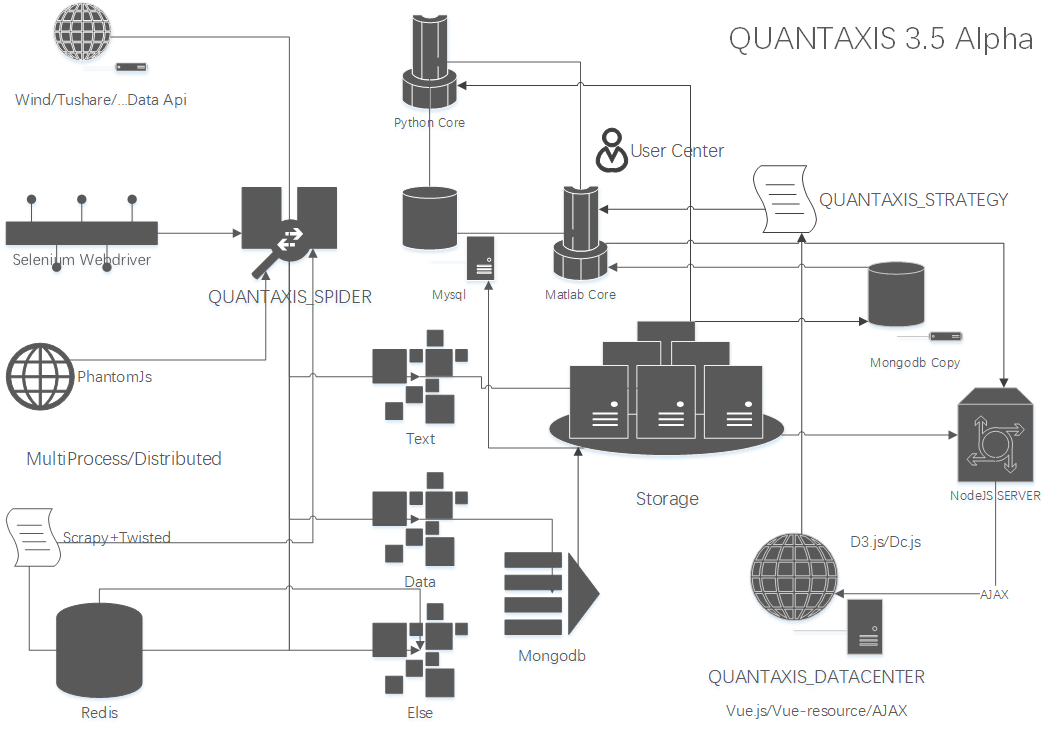 QUANTAXIS 3.5 Alpha
Wind/Tushare/...Data Api
Python Core
User Center
QUANTAXIS_STRATEGY
Selenium Webdriver
QUANTAXIS_SPIDER
Mysql
Matlab Core
Mongodb Copy
PhantomJs
Text
MultiProcess/Distributed
Storage
NodeJS SERVER
Scrapy+Twisted
D3.js/Dc.js
Data
AJAX
Mongodb
QUANTAXIS_DATACENTER
Redis
Else
Vue.js/Vue-resource/AJAX